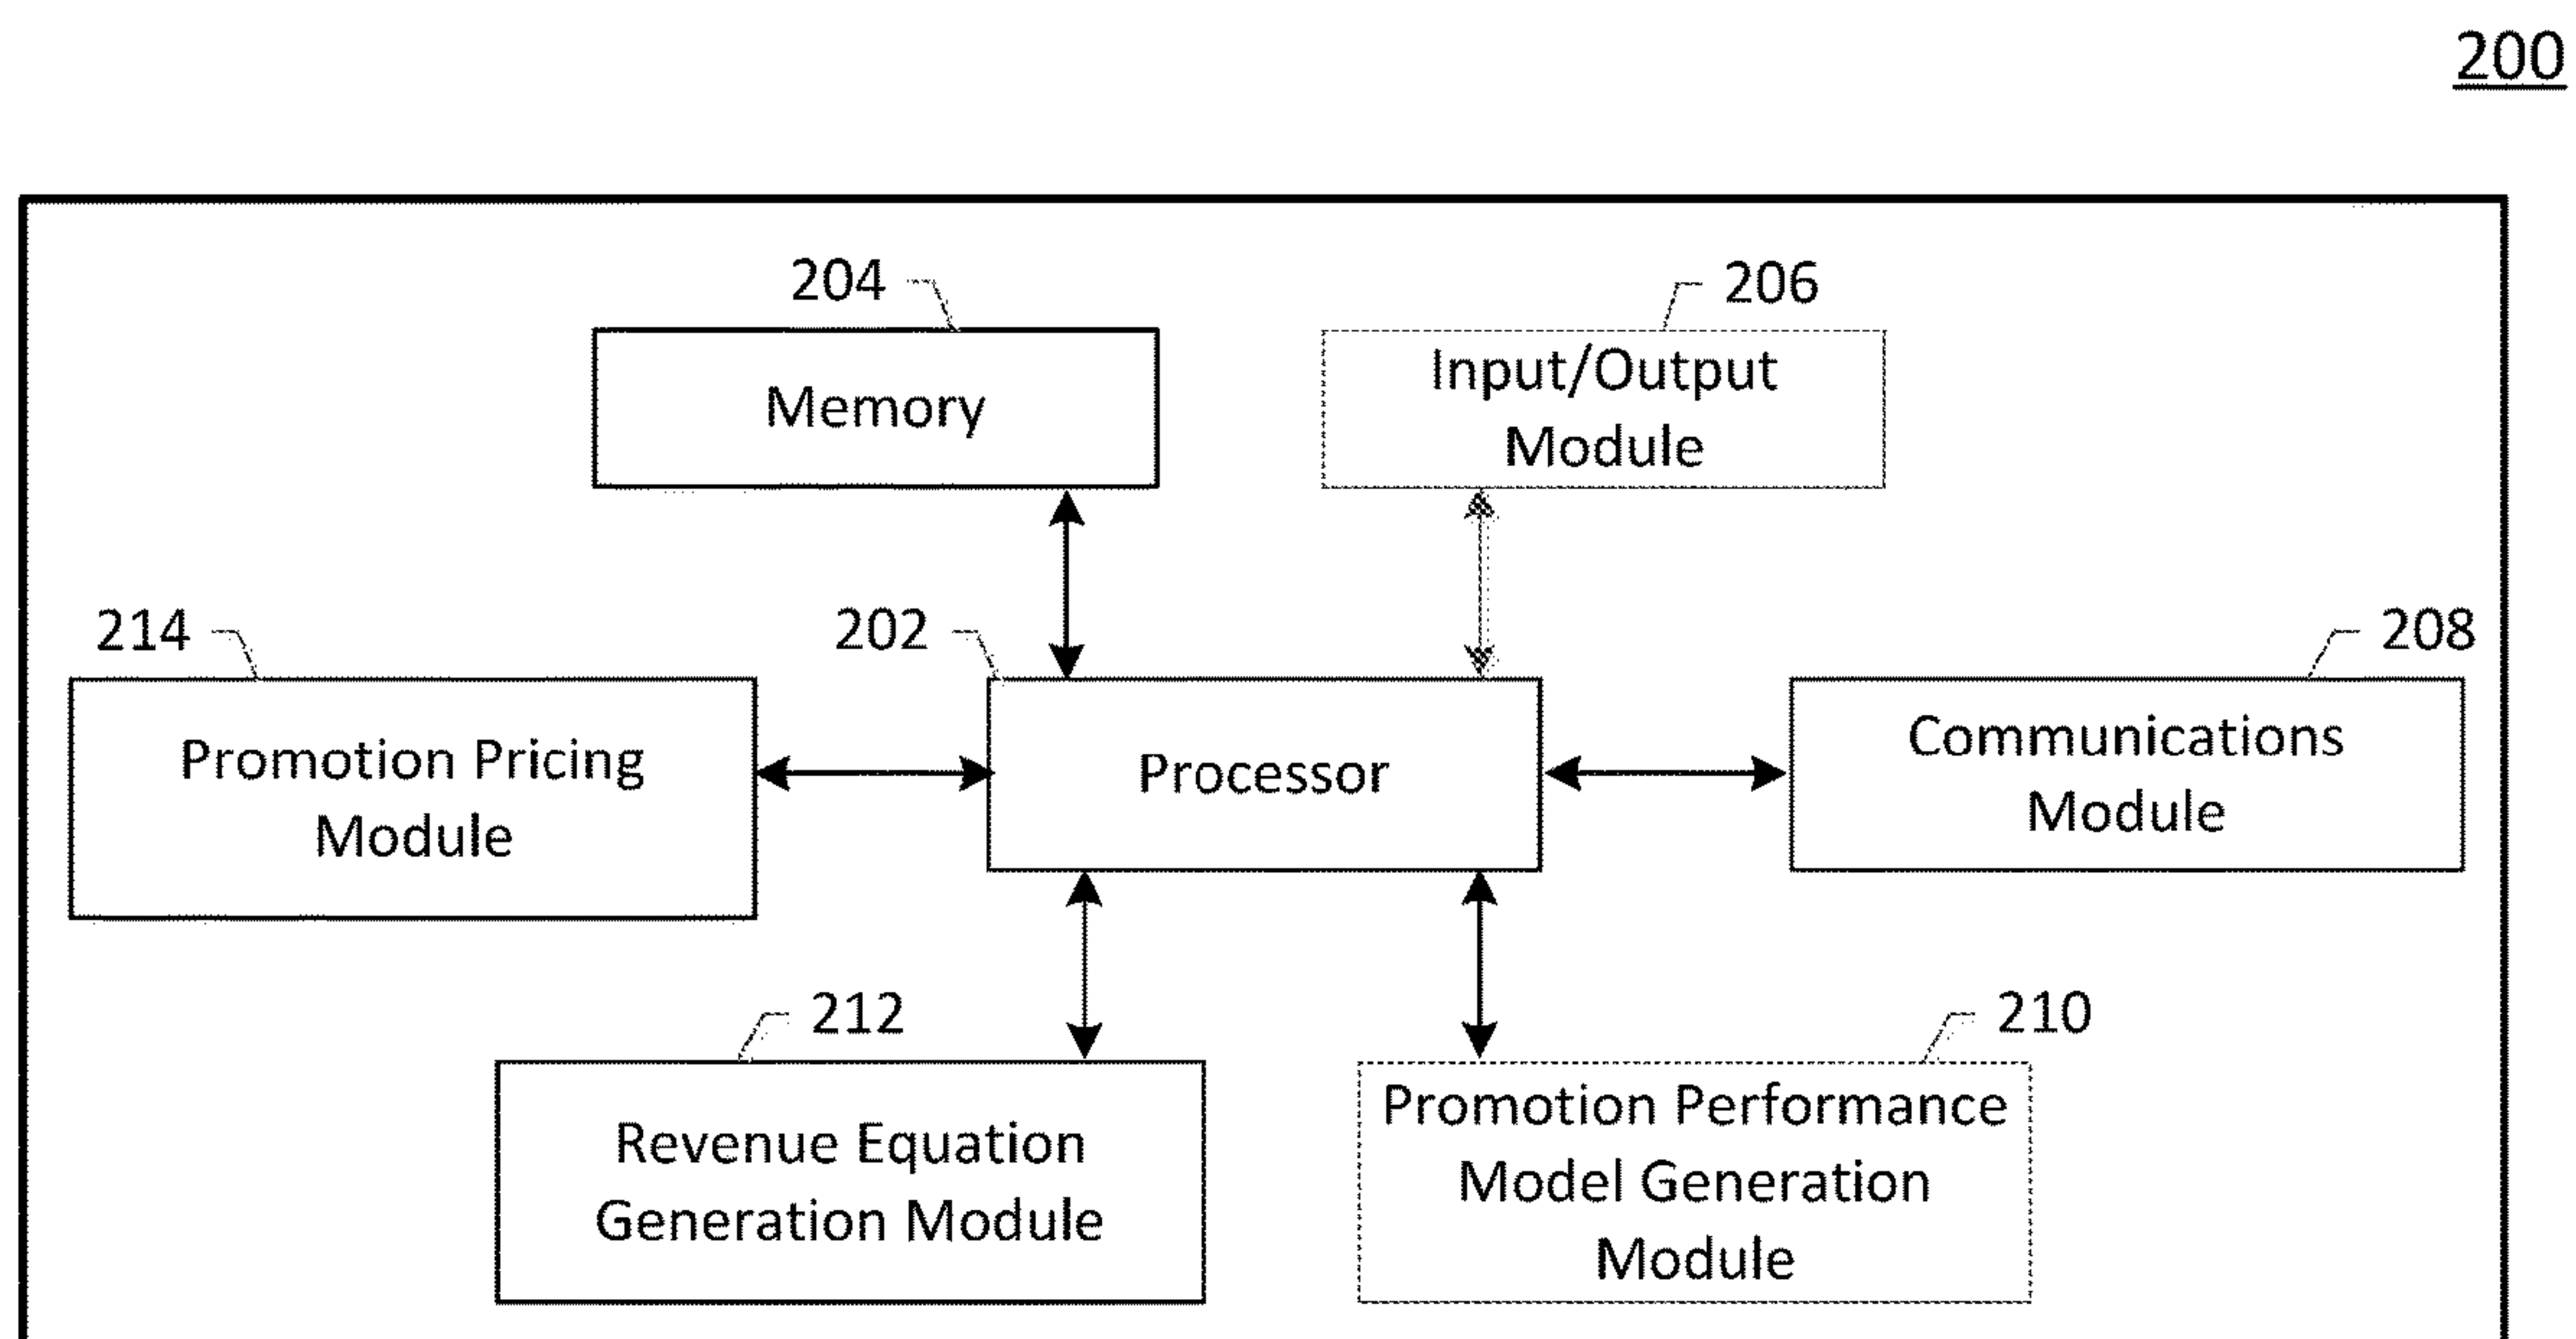 200
204
206
Memory
Input/Output
Module
214
202
208
Promotion Pricing
Module
Processor
Communications
Module
212
210
Revenue Equation
Generation Module
Promotion Performance
Model Generation
Module